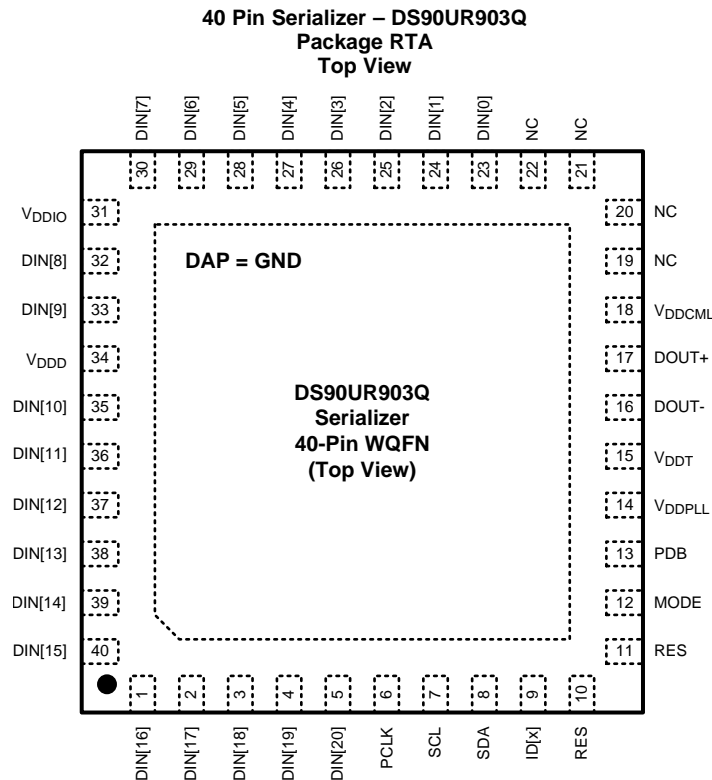 40 Pin Serializer – DS90UR903Q
Package RTA
Top View
DIN[7]
DIN[6]
DIN[5]
DIN[4]
DIN[3]
DIN[2]
DIN[1]
DIN[0]
NC
NC
30
29
28
27
26
25
24
23
22
21
VDDIO 31
20 NC
DIN[8] 32
19 NC
DAP = GND
DIN[9] 33
18 VDDCML
VDDD 34
17 DOUT+
DIN[10] 35
16 DOUT-
DS90UR903Q
Serializer
40-Pin WQFN
(Top View)
DIN[11] 36
15 VDDT
DIN[12] 37
14 VDDPLL
DIN[13] 38
13 PDB
DIN[14] 39
12 MODE
DIN[15] 40
11 RES
1
2
3
4
5
6
7
8
9
10
DIN[16]
DIN[17]
DIN[18]
DIN[19]
DIN[20]
PCLK
SCL
SDA
ID[x]
RES